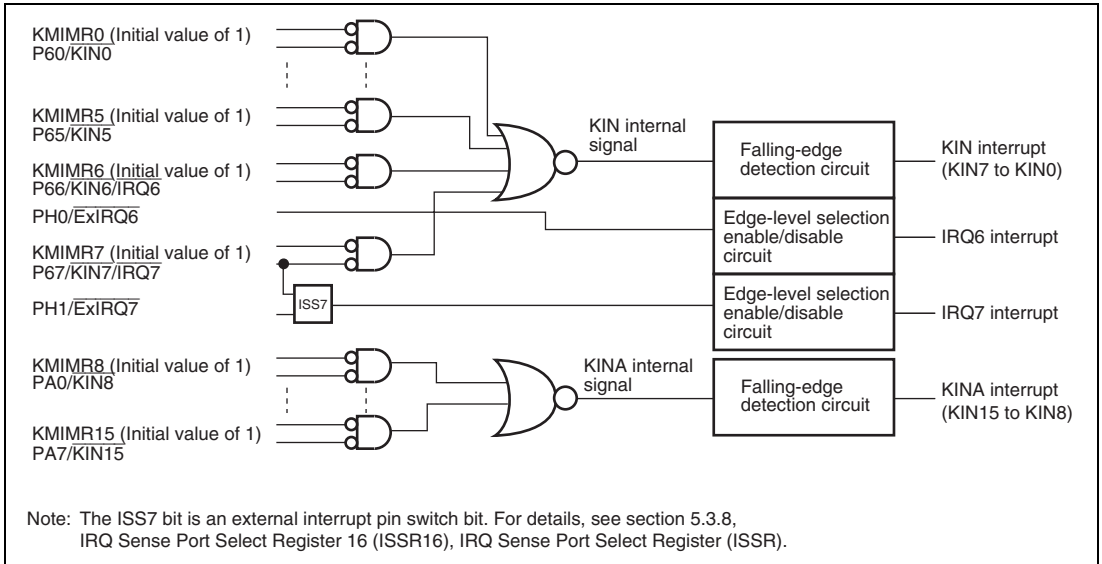 KMIMR0 (Initial value of 1)
P60/KIN0
KMIMR5 (Initial value of 1)
P65/KIN5
KMIMR6 (Initial value of 1)
P66/KIN6/IRQ6
PH0/ExIRQ6
KMIMR7 (Initial value of 1)
P67/KIN7/IRQ7
PH1/ExIRQ7
ISS7
KMIMR8 (Initial value of 1)
PA0/KIN8
KMIMR15 (Initial value of 1)
PA7/KIN15
KIN internal
signal
KINA internal
signal
Falling-edge
detection circuit
Edge-level selection
enable/disable
circuit
Edge-level selection
enable/disable
circuit
Falling-edge
detection circuit
KIN interrupt
(KIN7 to KIN0)
IRQ6 interrupt
IRQ7 interrupt
KINA interrupt
(KIN15 to KIN8)
Note: The ISS7 bit is an external interrupt pin switch bit. For details, see section 5.3.8,
IRQ Sense Port Select Register 16 (ISSR16), IRQ Sense Port Select Register (ISSR).